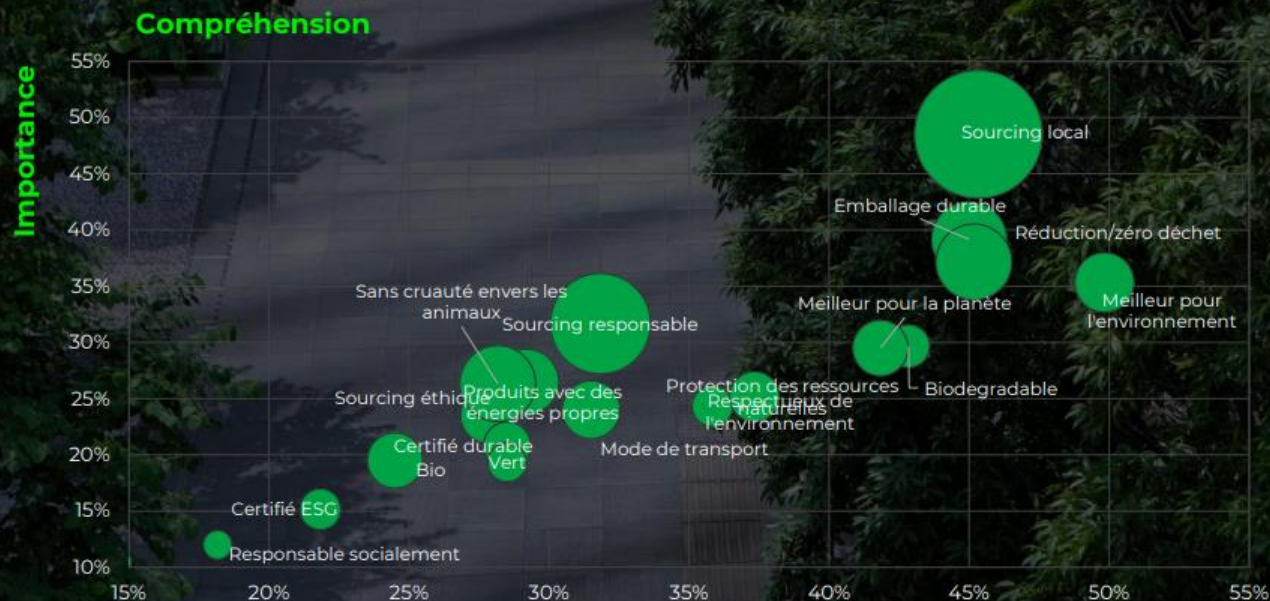 Compréhension
Importance
55%
50%
45%
40%
35%
30%
25%
20%
15%
10%
Sourcing local
Emballage durable
Réduction/zéro déchet
Sans cruauté envers les
animaux
Sourcing responsable
Meilleur pour la planète
Meilleur pour
l'environnement
Sourcing éthique
Produits avec des
énergies propres
Protection des ressources
naturelles
Respectueux de
l'environnement
Biodegradable
Certifié durable
Bio
Vert
Mode de transport
Certifié ESG
Responsable socialement
15%
20%
25%
30%
35%
40%
45%
50%
55%